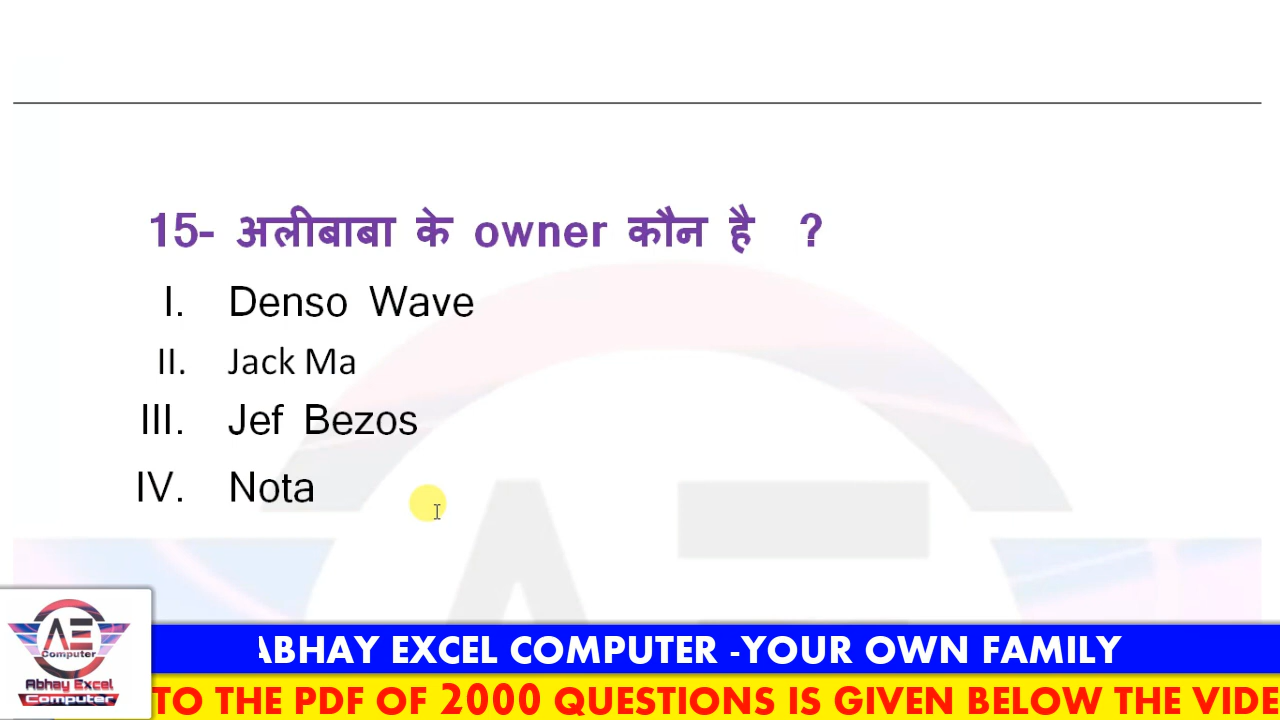 15- अलीबाबा के owner कौन है ?
I. Denso Wave
II. Jack Ma
III. Jef Bezos
IV. Nota
AE
Computer
Abhay Excel
Computer
ABHAY EXCEL COMPUTER -YOUR OWN FAMILY
TO THE PDF OF 2000 QUESTIONS IS GIVEN BELOW THE VIDE